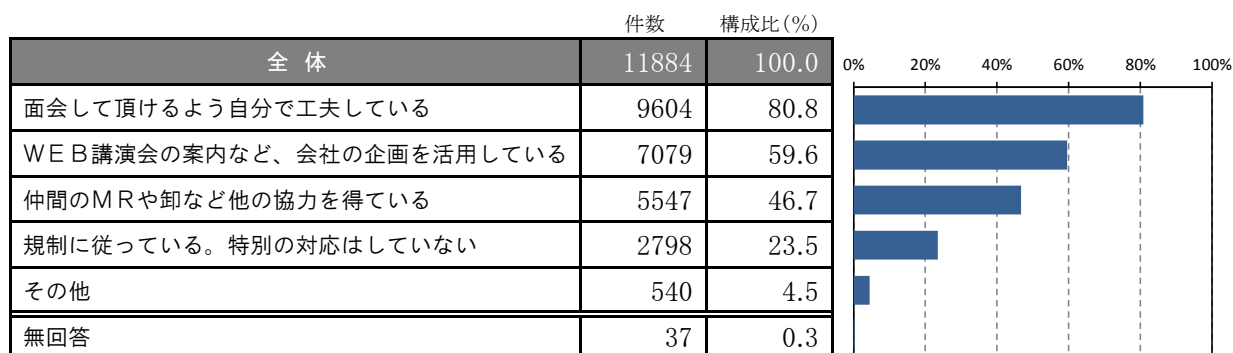 件数 構成比(%)
全 体 11884 100.0 0% 20% 40% 60% 80% 100%
面会して頂けるよう自分で工夫している 9604 80.8
WEB講演会の案内など、会社の企画を活用している 7079 59.6
仲間のMRや卸など他の協力を得ている 5547 46.7
規制に従っている。特別の対応はしていない 2798 23.5
その他 540 4.5
無回答 37 0.3